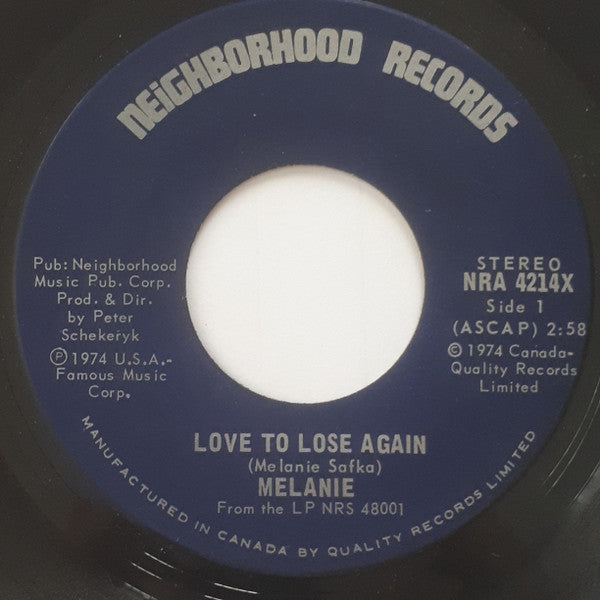 NEiGHBORHOOD RECORDS
Pub: Neighborhood
Music Pub. Corp.
Prod. & Dir.
by Peter
Schekeryk
Ⓟ 1974 U.S.A.-
Famous Music
Corp.
STEREO
NRA 4214X
Side 1
(ASCAP) 2:58
© 1974 Canada-
Quality Records
Limited
LOVE TO LOSE AGAIN
(Melanie Safka)
MELANIE
From the LP NRS 48001
MANUFACTURED IN CANADA BY QUALITY RECORDS LIMITED